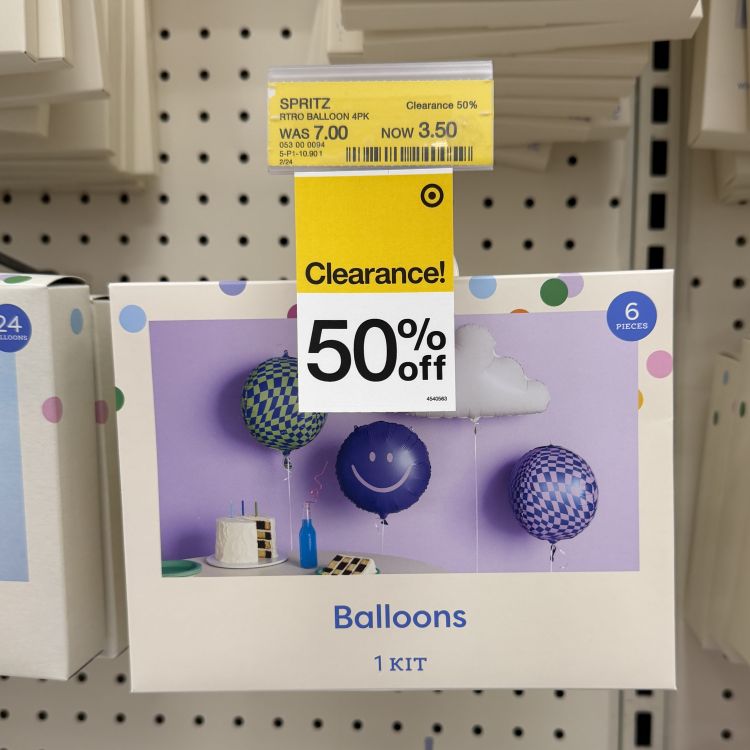 SPRITZ
Clearance 50%
RTRO BALLOON 4PK
WAS 7.00 NOW 3.50
053 00 0094
5-P1-10.901
2/24
Clearance!
50% off
4540563
24
6
PIECES
Balloons
1 KIT